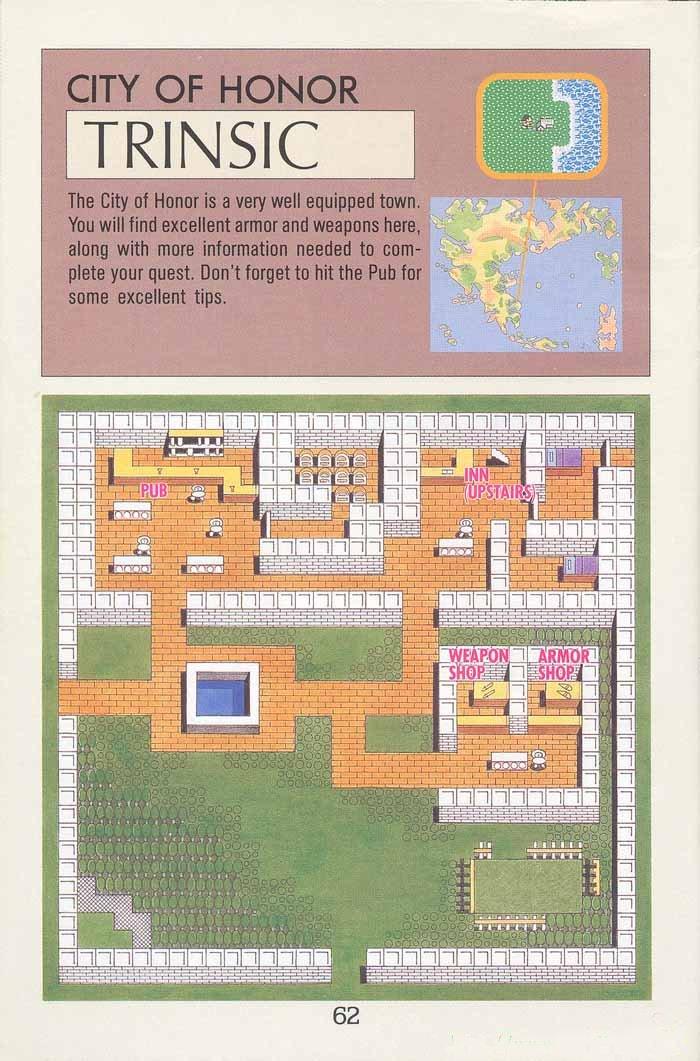 CITY OF HONOR
TRINSIC
The City of Honor is a very well equipped town.
You will find excellent armor and weapons here,
along with more information needed to com-
plete your quest. Don't forget to hit the Pub for
some excellent tips.
PUB
INN
(UPSTAIRS)
WEAPON
SHOP
ARMOR
SHOP
62